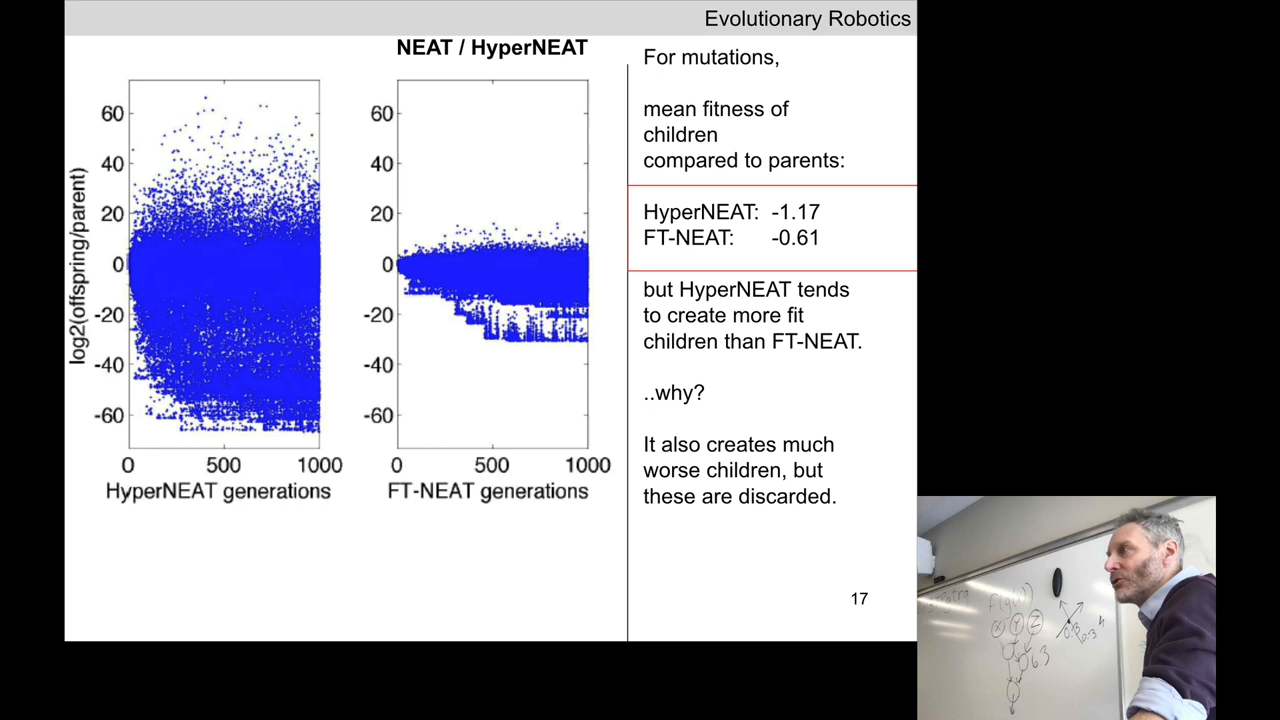 Evolutionary Robotics
NEAT / HyperNEAT
log2(offspring/parent)
60
40
20
0
-20
-40
-60
0
500
1000
HyperNEAT generations
60
40
20
0
-20
-40
-60
0
500
1000
FT-NEAT generations
For mutations,
mean fitness of
children
compared to parents:
HyperNEAT: -1.17
FT-NEAT: -0.61
but HyperNEAT tends
to create more fit
children than FT-NEAT.
..why?
It also creates much
worse children, but
these are discarded.
17